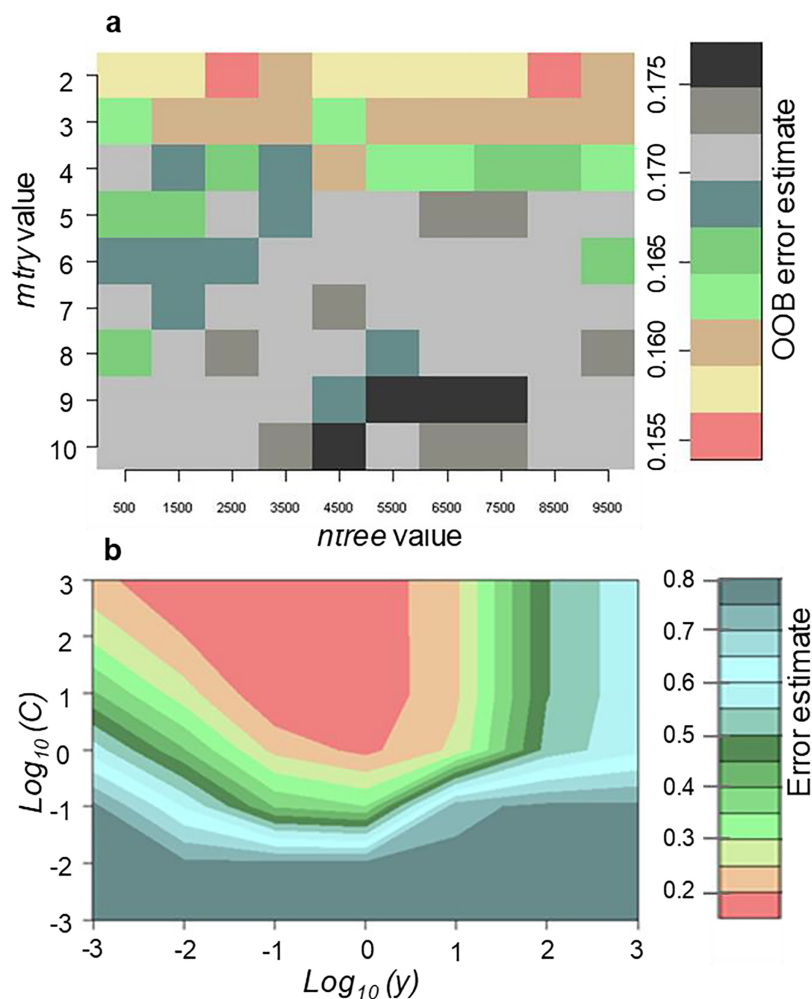 a
2
3
4
5
6
7
8
9
10
mtry value
500 1500 2500 3500 4500 5500 6500 7500 8500 9500
ntree value
0.175
0.170
0.165
0.160
0.155
OOB error estimate
b
3
2
1
0
-1
-2
-3
Log10 (C)
-3 -2 -1 0 1 2 3
Log10 (y)
0.8
0.7
0.6
0.5
0.4
0.3
0.2
Error estimate